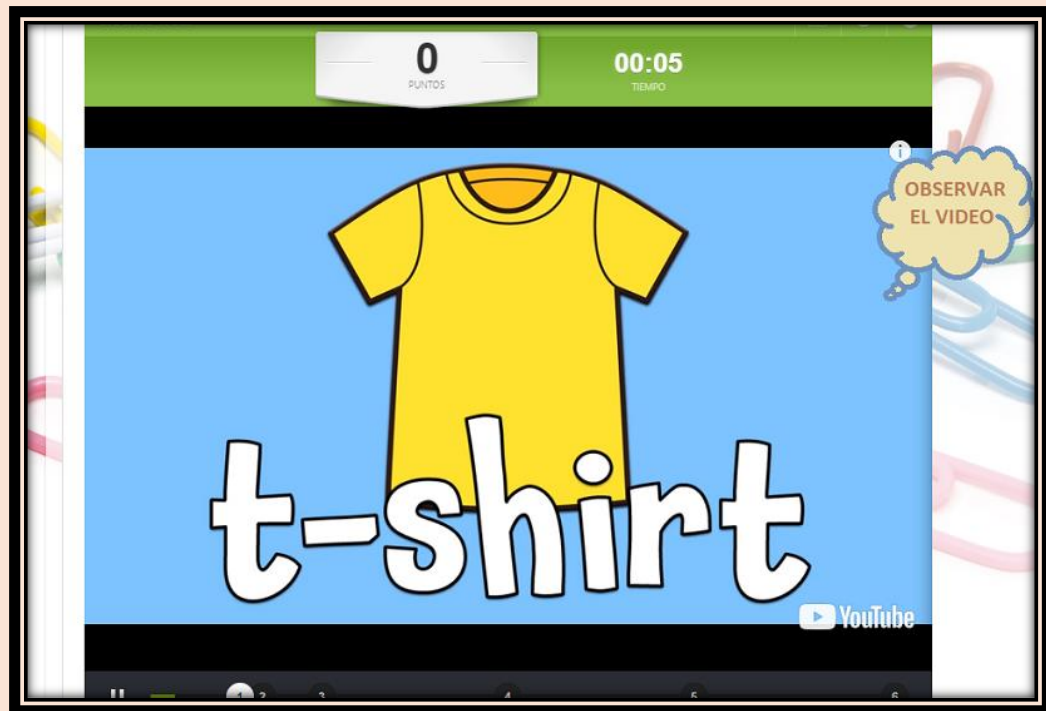 0
PUNTOS
00:05
TIEMPO
i
OBSERVAR
EL VIDEO
t-shirt
YouTube
1 2 3 4 5 6